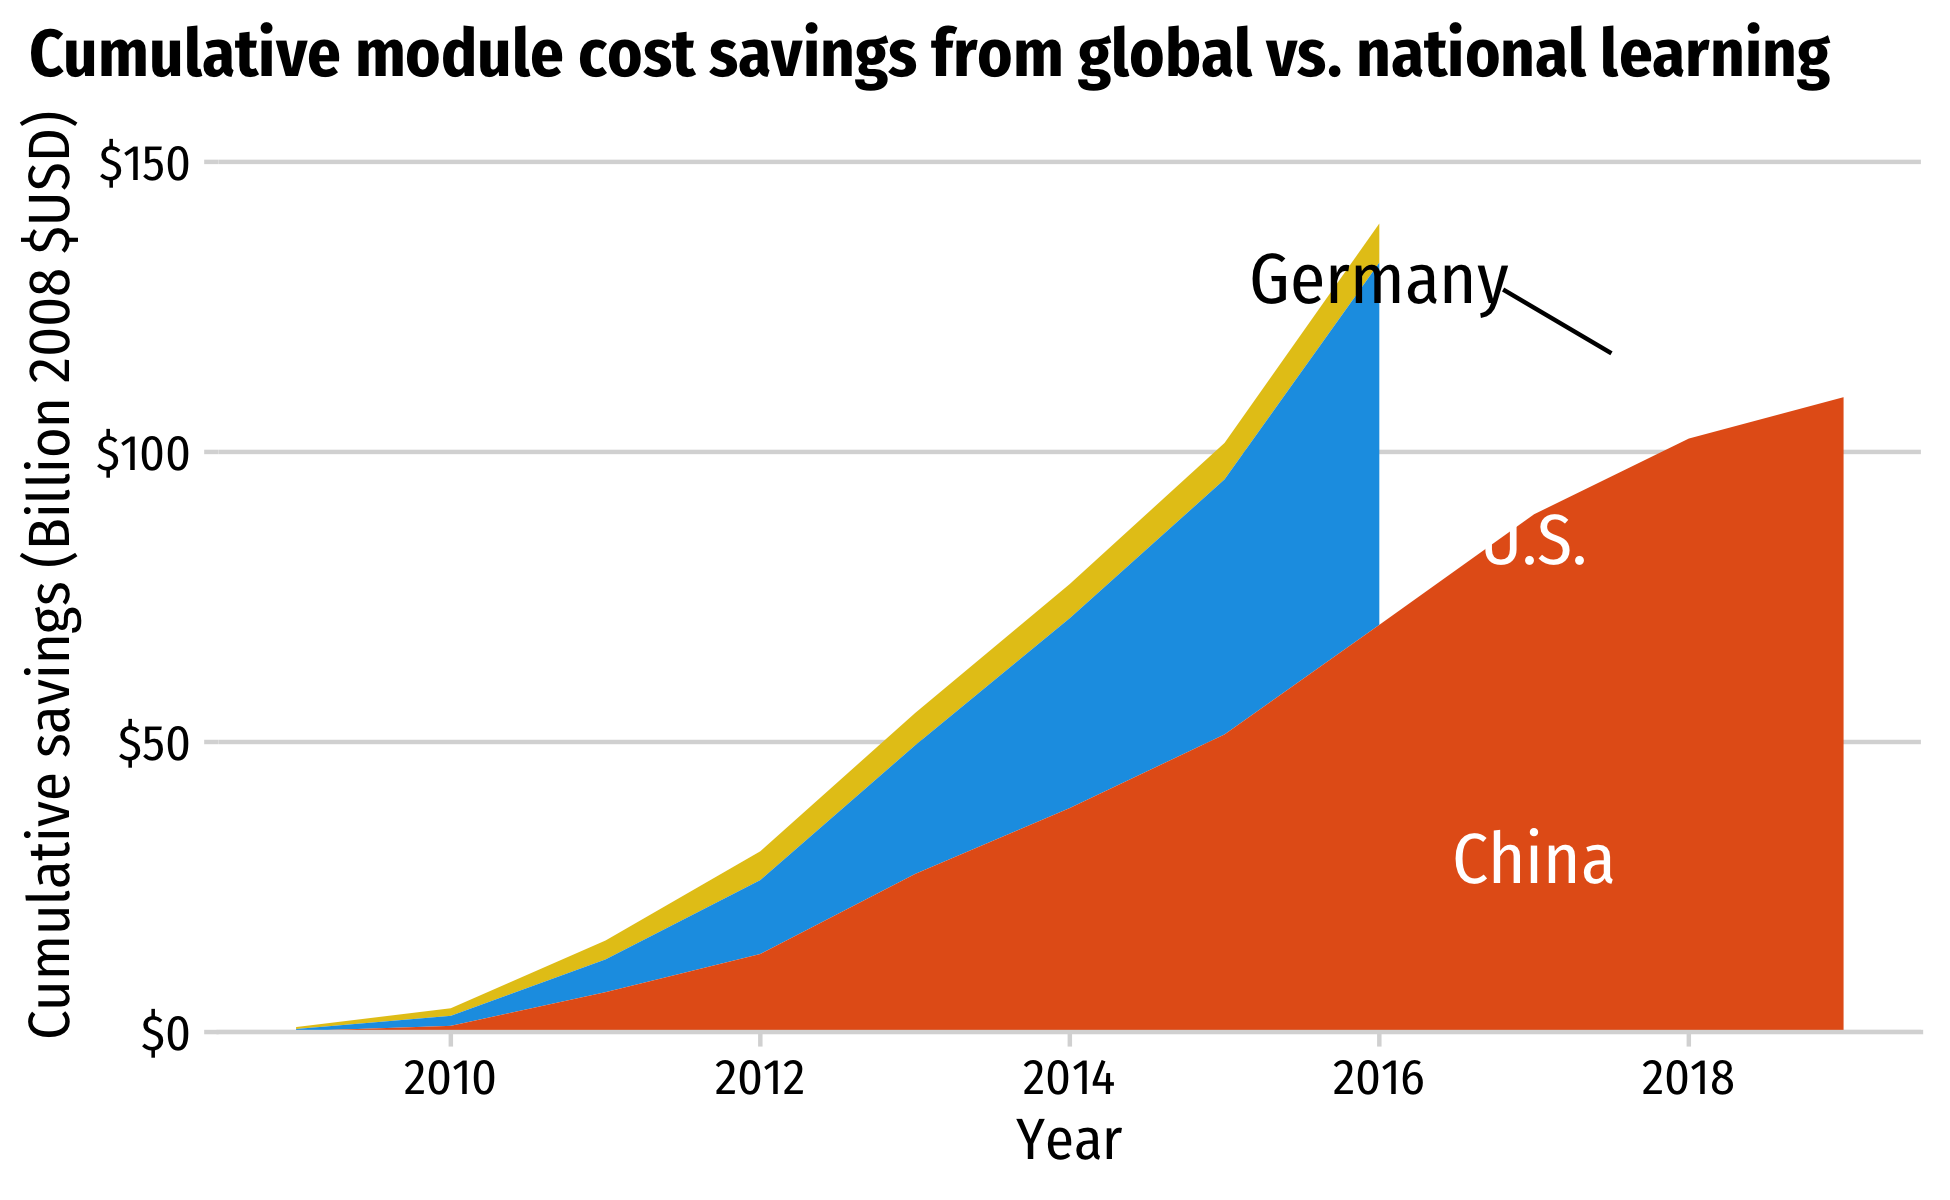 Cumulative module cost savings from global vs. national learning
Cumulative savings (Billion 2008 $USD)
$150
$100
$50
$0
Germany
U.S.
China
2010 2012 2014 2016 2018
Year